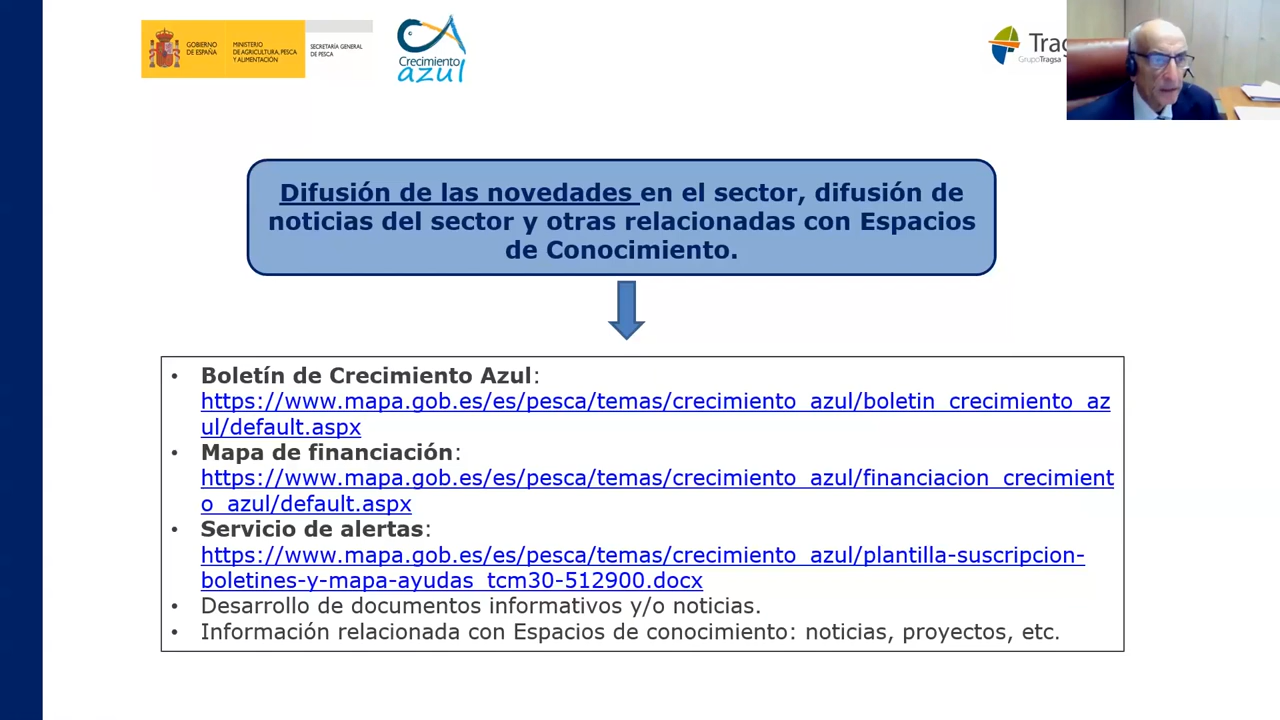 GOBIERNO
DE ESPAÑA
MINISTERIO
DE AGRICULTURA, PESCA
Y ALIMENTACIÓN
SECRETARÍA GENERAL
DE PESCA
Crecimiento
azul
GrupoTragsa
Difusión de las novedades en el sector, difusión de
noticias del sector y otras relacionadas con Espacios
de Conocimiento.
• Boletín de Crecimiento Azul:
https://www.mapa.gob.es/es/pesca/temas/crecimiento_azul/boletin_crecimiento_az
ul/default.aspx
• Mapa de financiación:
https://www.mapa.gob.es/es/pesca/temas/crecimiento_azul/financiacion_crecimient
o_azul/default.aspx
• Servicio de alertas:
https://www.mapa.gob.es/es/pesca/temas/crecimiento_azul/plantilla-suscripcion-
boletines-y-mapa-ayudas_tcm30-512900.docx
• Desarrollo de documentos informativos y/o noticias.
• Información relacionada con Espacios de conocimiento: noticias, proyectos, etc.